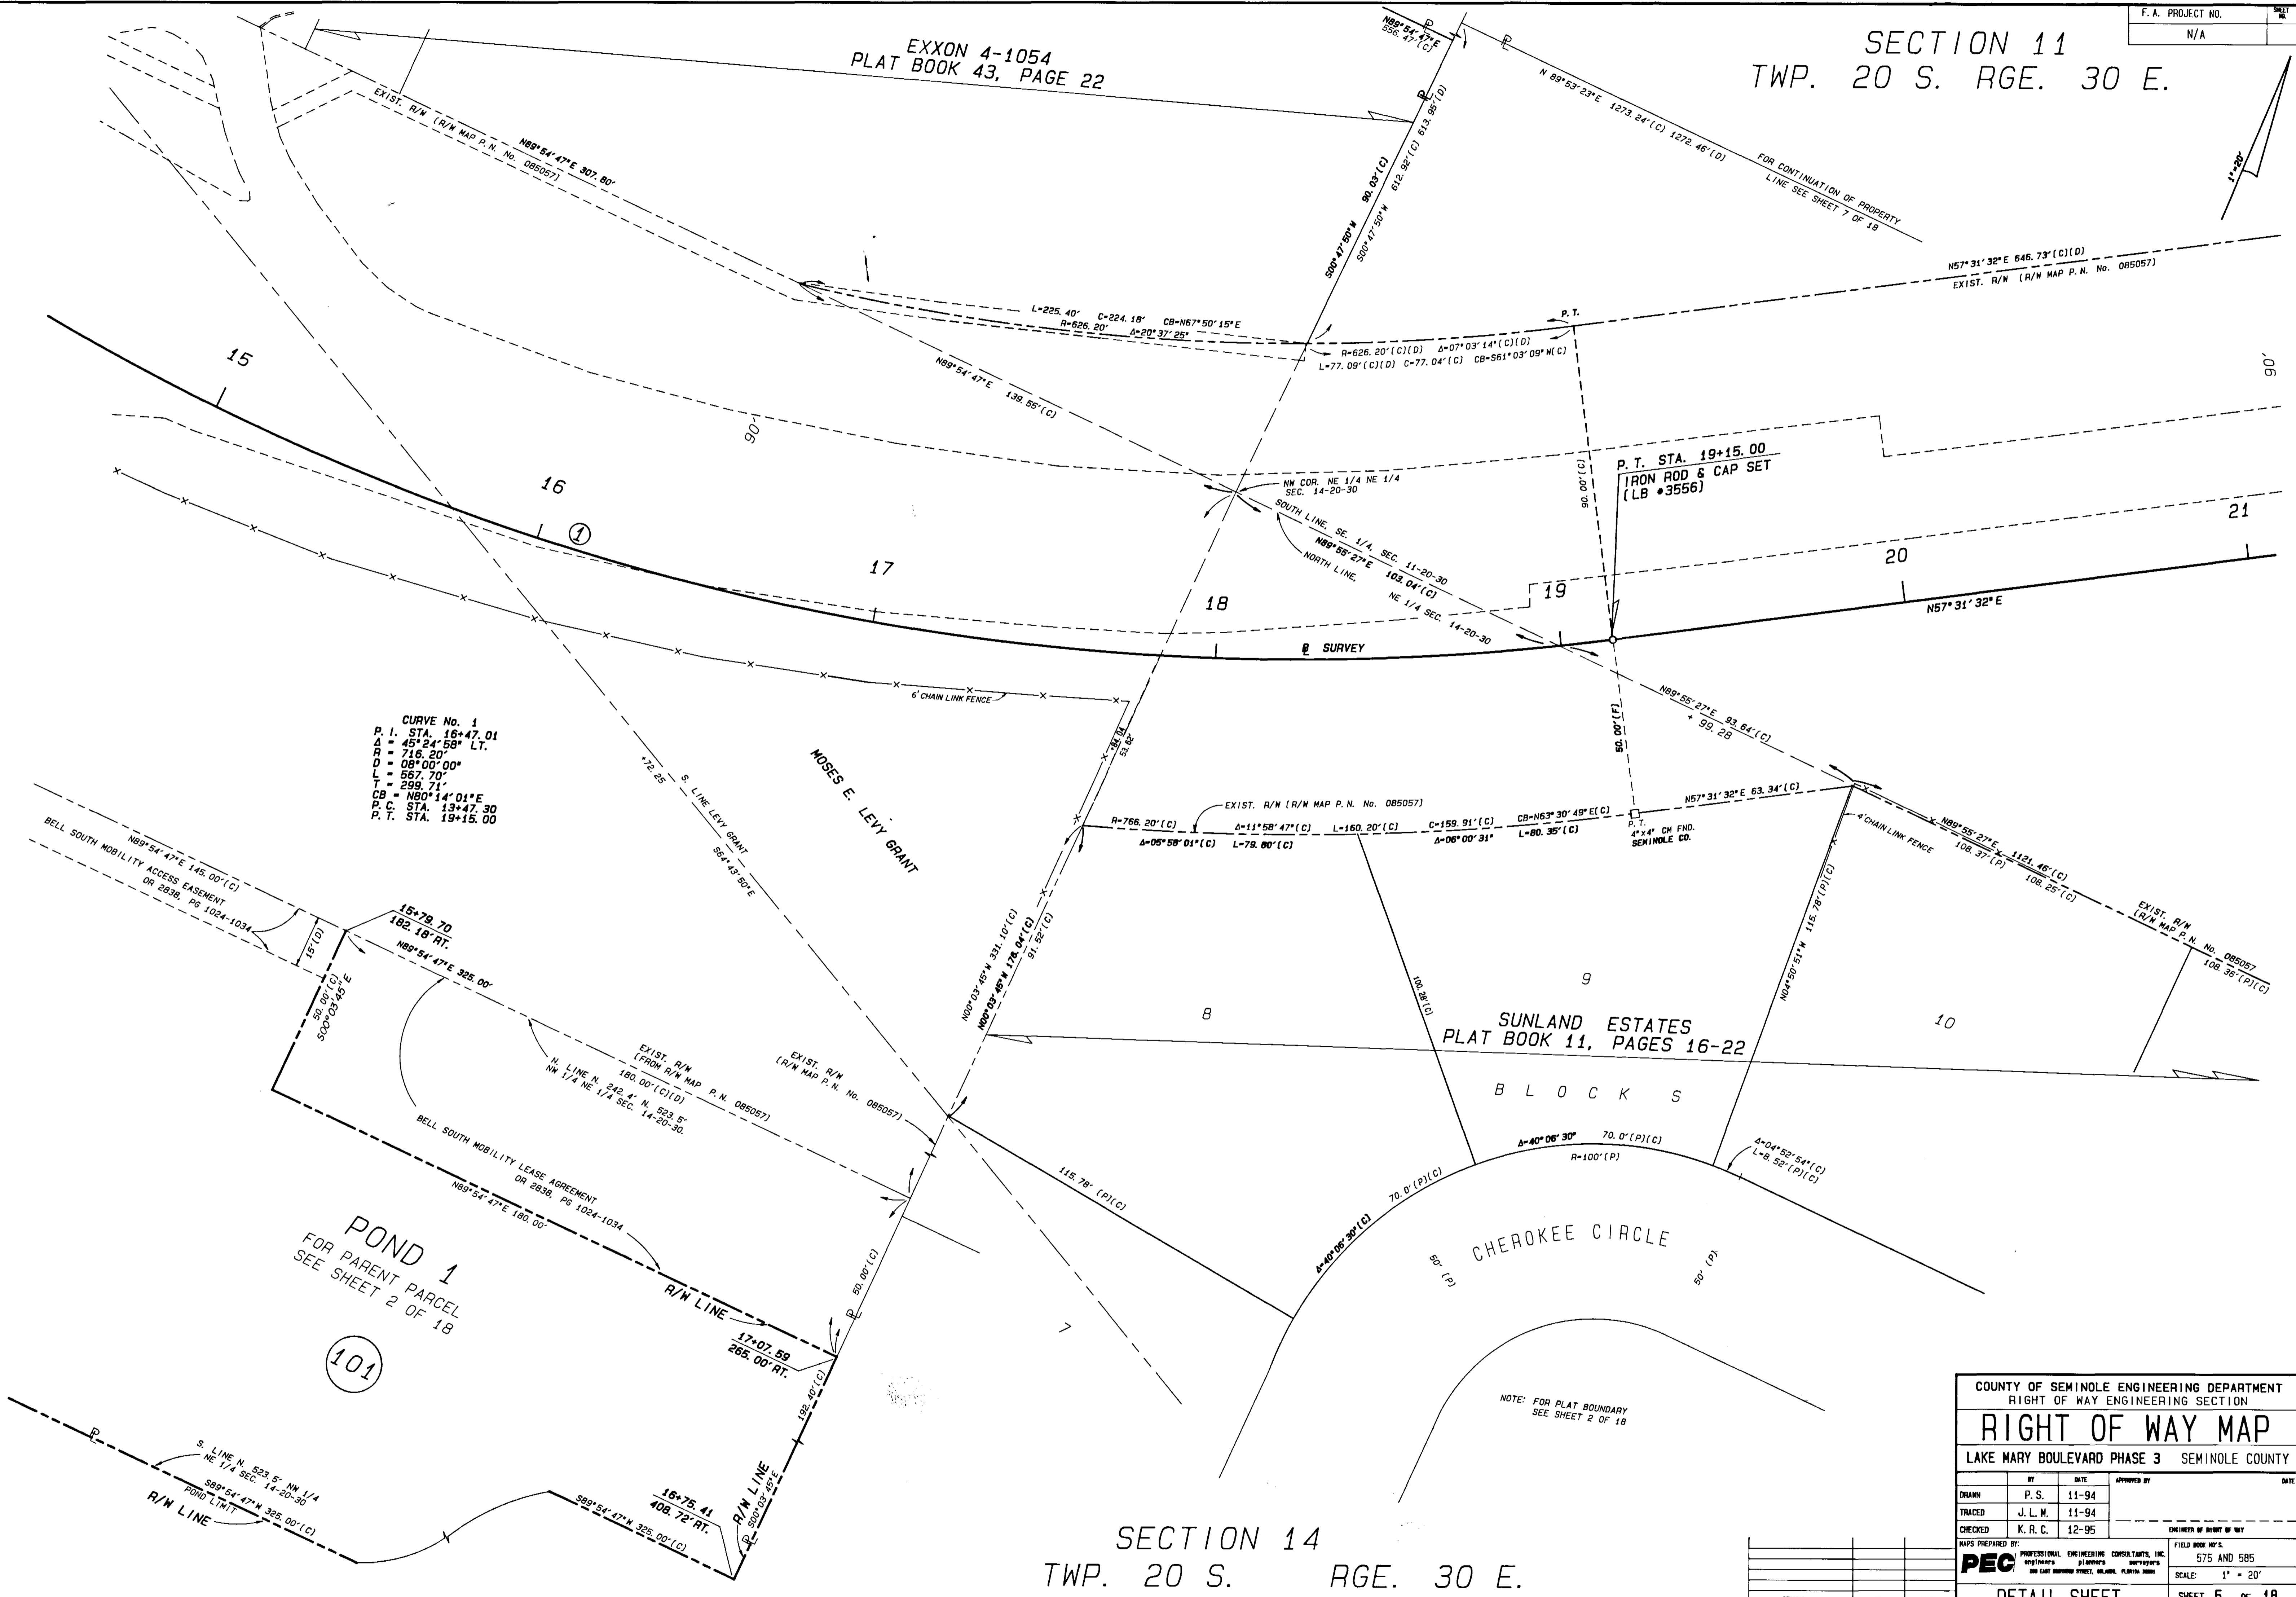 F. A. PROJECT NO.
SHEET NO.
N/A
SECTION 11
TWP. 20 S. RGE. 30 E.
1"=20'
EXXON 4-1054
PLAT BOOK 43, PAGE 22
N89°54'47"E
556.47'(C)
N 89°53'23"E 1273.24'(C) 1272.46'(D)
FOR CONTINUATION OF PROPERTY
LINE SEE SHEET 7 OF 18
EXIST. R/W (R/W MAP P.N. No. 085057)
N89°54'47"E 307.80'
S00°47'50"W 90.03'(C)
S00°47'50"W 612.92'(C) 613.95'(D)
N57°31'32"E 646.73'(C)(D)
EXIST. R/W (R/W MAP P.N. No. 085057)
L=225.40' C=224.18' CB=N67°50'15"E
R=626.20' Δ=20°37'25"
P.T.
R=626.20'(C)(D) Δ=07°03'14"(C)(D)
L=77.09'(C)(D) C=77.04'(C) CB=S61°03'09"W(C)
N89°54'47"E 139.55'(C)
90'
90'
90.00'(C)
P.T. STA. 19+15.00
IRON ROD & CAP SET
(LB #3556)
NW COR. NE 1/4 NE 1/4
SEC. 14-20-30
SOUTH LINE, SE. 1/4, SEC. 11-20-30
N89°55'27"E 103.04'(C)
NORTH LINE, NE 1/4 SEC. 14-20-30
15
16
1
17
18
19
20
21
N57°31'32"E
SURVEY
6' CHAIN LINK FENCE
CURVE No. 1
P.I. STA. 16+47.01
Δ = 45°24'58" LT.
R = 716.20'
D = 08°00'00"
L = 567.70'
T = 299.71'
CB = N80°14'01"E
P.C. STA. 13+47.30
P.T. STA. 19+15.00
+72.25
S. LINE LEVY GRANT
S64°43'50"E
MOSES E. LEVY GRANT
+84.04
53.62'
50.00'(F)
N89°55'27"E 93.64'(C)
+ 99.28
EXIST. R/W (R/W MAP P.N. No. 085057)
R=766.20'(C) Δ=11°58'47"(C) L=160.20'(C) C=159.91'(C) CB=N63°30'49"E(C)
Δ=05°58'01"(C) L=79.80'(C) Δ=06°00'31" L=80.35'(C)
N57°31'32"E 63.34'(C)
P.T.
4"x4" CM FND.
SEMINOLE CO.
4' CHAIN LINK FENCE
N89°55'27"E 1121.46'(C)
108.37'(P)
108.25'(C)
EXIST. R/W
(R/W MAP P.N. No. 085057
108.36'(P)(C)
N04°50'51"W 115.78'(P)(C)
100.28'(C)
N00°03'45"W 331.10'(C)
N00°03'45"W 178.04'(C)
91.52'(C)
8
9
10
7
SUNLAND ESTATES
PLAT BOOK 11, PAGES 16-22
BLOCK S
N89°54'47"E 145.00'(C)
BELL SOUTH MOBILITY ACCESS EASEMENT
OR 2838, PG 1024-1034
15'(D)
15+79.70
182.18'RT.
N89°54'47"E 325.00'
50.00'(C)
S00°03'45"E
N. LINE N. 242.4' N. 523.5'
NW 1/4 NE 1/4 SEC. 14-20-30.
EXIST. R/W
(FROM R/W MAP P.N. 085057)
180.00'(C)(D)
EXIST. R/W
(R/W MAP P.N. No. 085057)
BELL SOUTH MOBILITY LEASE AGREEMENT
OR 2838, PG 1024-1034
N89°54'47"E 180.00'
POND 1
FOR PARENT PARCEL
SEE SHEET 2 OF 18
101
R/W LINE
17+07.59
265.00'RT.
50.00'(C)
192.40'(C)
115.78' (P)(C)
Δ=40°06'30" 70.0'(P)(C)
R=100'(P)
Δ=04°52'54"(C)
L=8.52'(P)(C)
70.0'(P)(C)
Δ=40°06'30"(C)
CHEROKEE CIRCLE
50' (P)
50' (P)
NOTE: FOR PLAT BOUNDARY
SEE SHEET 2 OF 18
S. LINE N. 523.5' NW 1/4
NE 1/4 SEC. 14-20-30
S89°54'47"W 325.00'(C)
POND LIMIT
R/W LINE
S89°54'47"W 325.00'(C)
16+75.41
408.72'RT.
R/W LINE
S00°03'45"E
SECTION 14
TWP. 20 S. RGE. 30 E.
COUNTY OF SEMINOLE ENGINEERING DEPARTMENT
RIGHT OF WAY ENGINEERING SECTION
RIGHT OF WAY MAP
LAKE MARY BOULEVARD PHASE 3 SEMINOLE COUNTY
BY DATE APPROVED BY DATE
DRAWN P.S. 11-94
TRACED J.L.M. 11-94
CHECKED K.R.C. 12-95
ENGINEER OF RIGHT OF WAY
MAPS PREPARED BY:
PEC PROFESSIONAL ENGINEERING CONSULTANTS, INC.
engineers planners surveyors
FIELD BOOK NO'S.
575 AND 585
SCALE: 1" = 20'
DETAIL SHEET
SHEET 5 OF 18